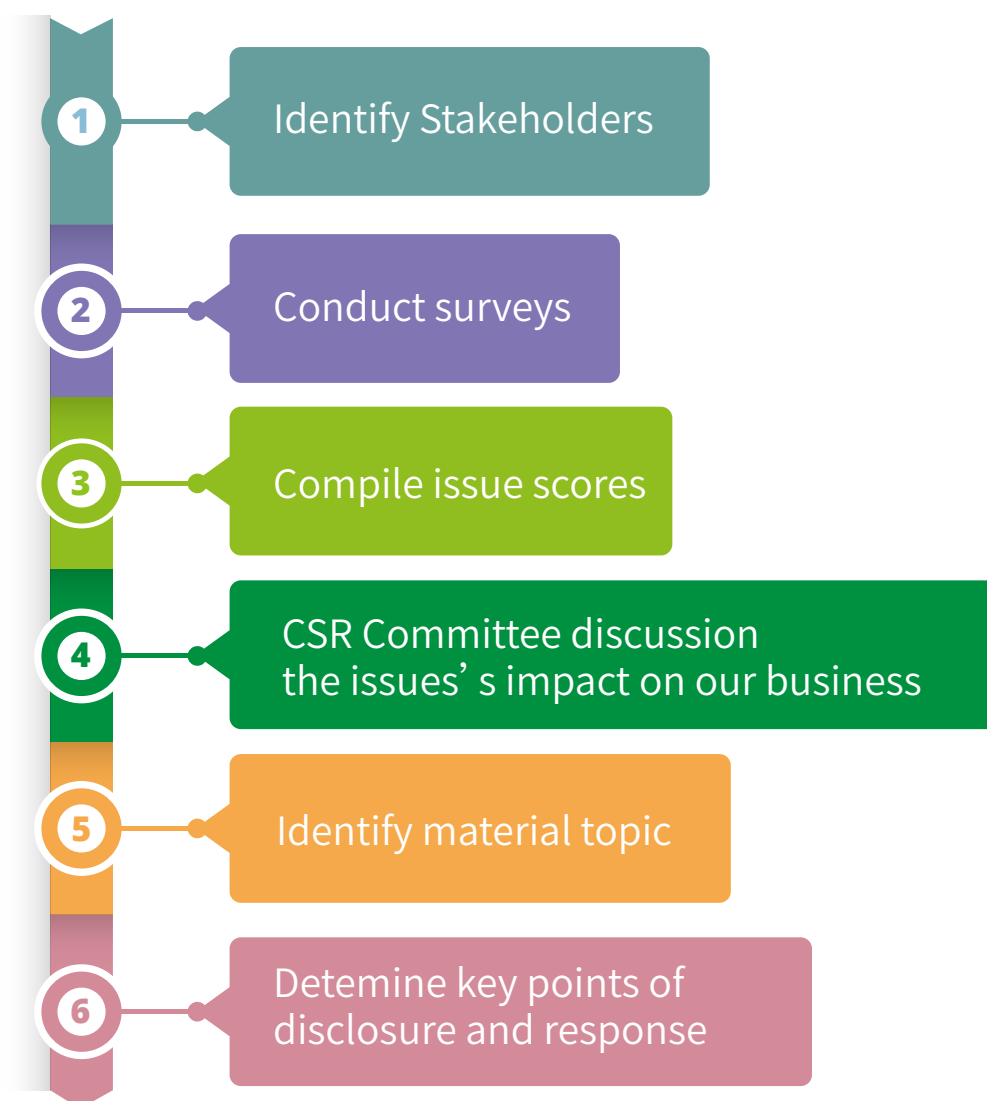 1
Identify Stakeholders
2
Conduct surveys
3
Compile issue scores
4
CSR Committee discussion
the issues’ s impact on our business
5
Identify material topic
6
Detemine key points of
disclosure and response